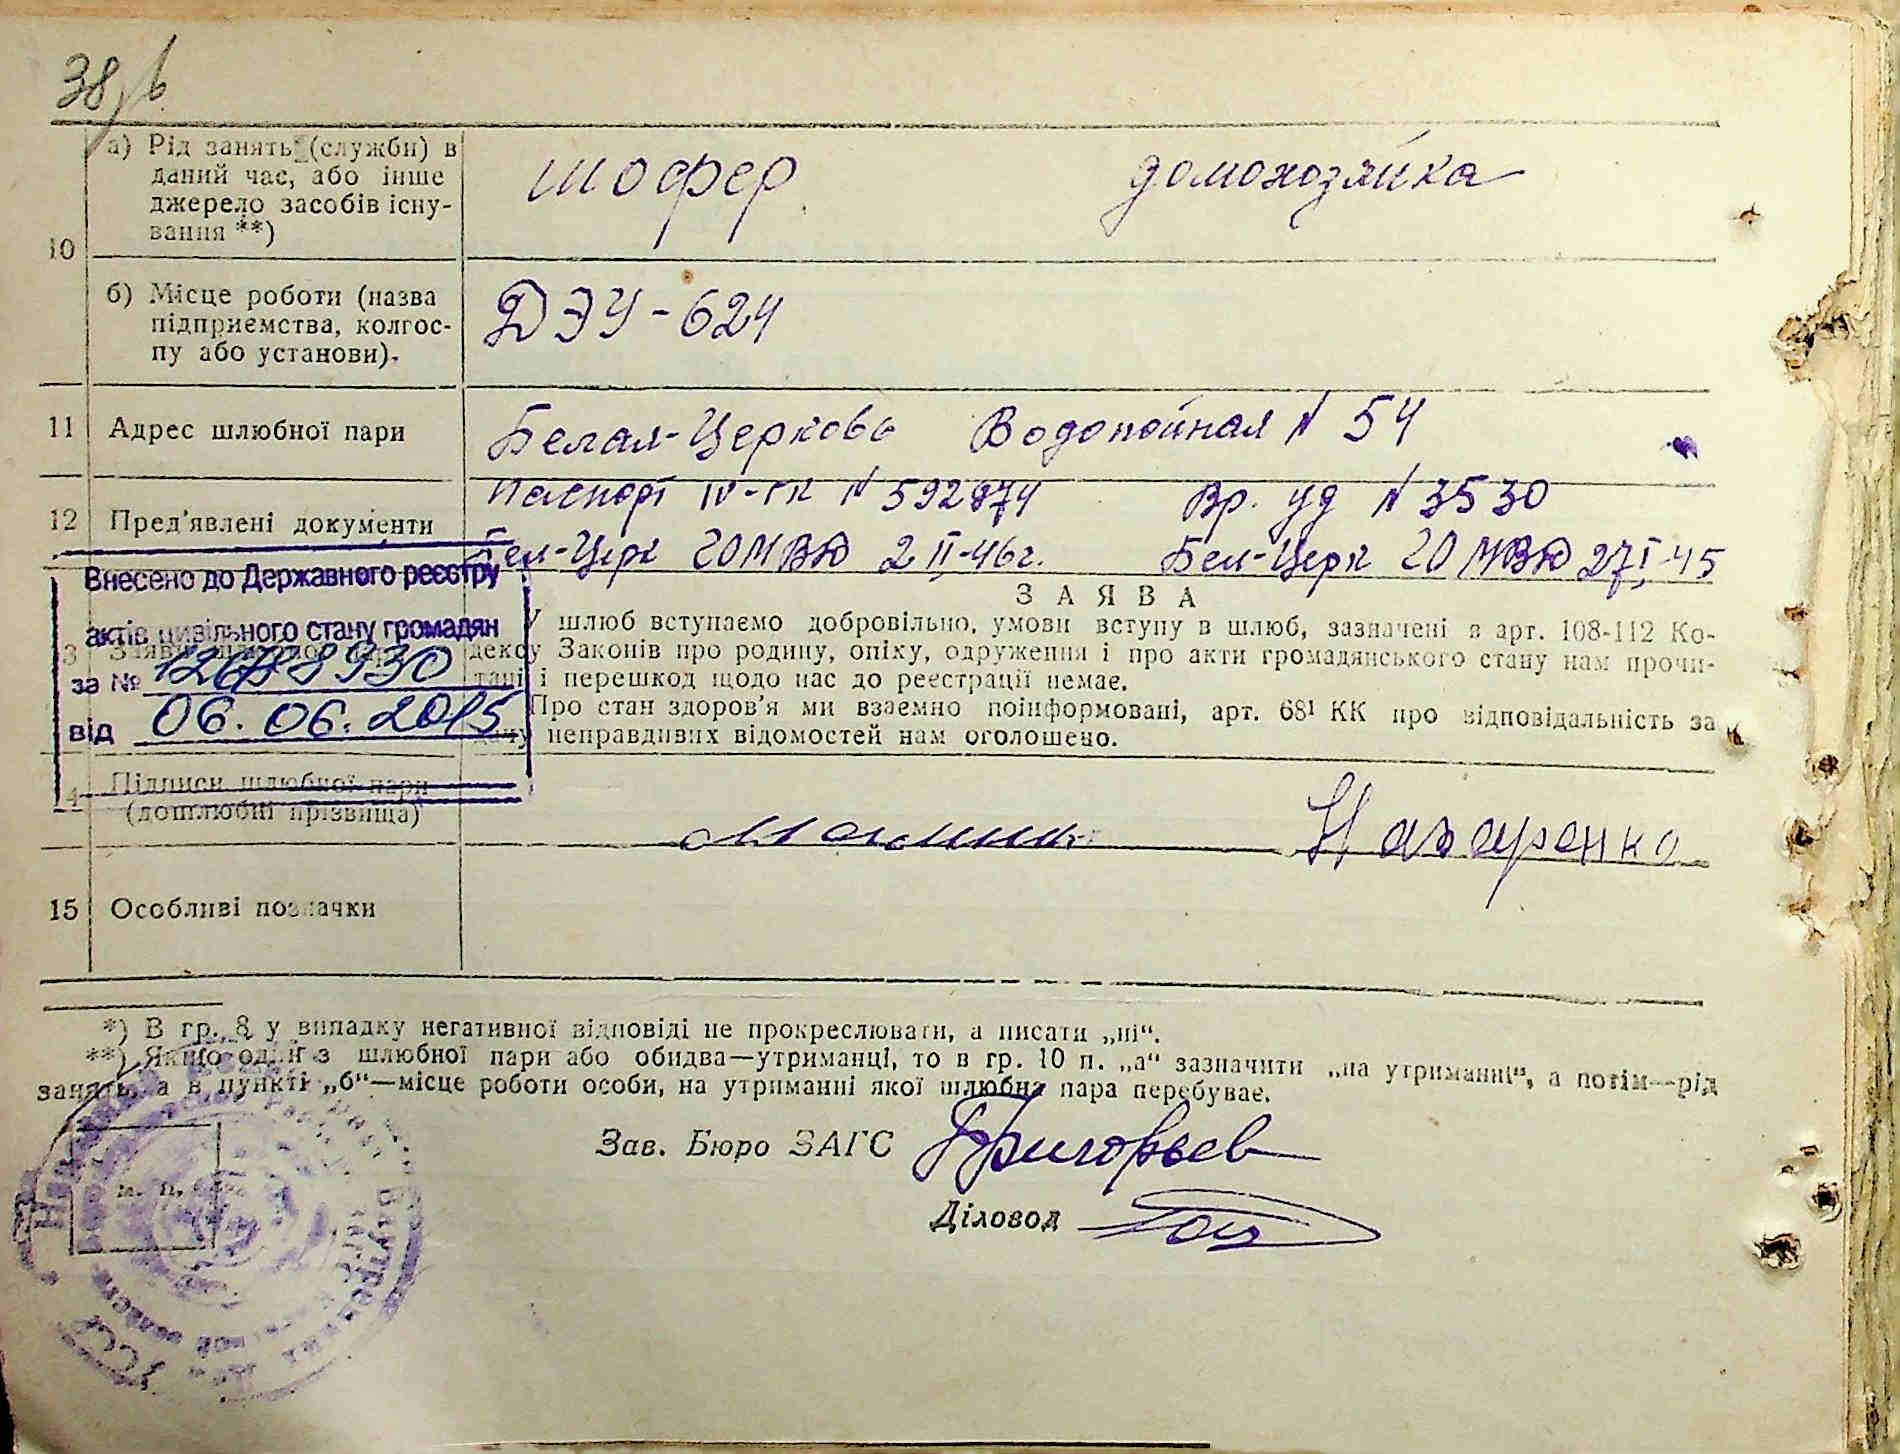 38
10 а) Рід занять (служби) в
даний час, або інше
джерело засобів існу-
вання **)
шофер домохозяйка
б) Місце роботи (назва
підприємства, колгос-
пу або установи).
ДЭУ-624
11 Адрес шлюбної пари
Белая-Церковь Водопойная № 54
12 Пред'явлені документи
Паспорт IV-ГК № 592874 Вр. уд № 3530
Бел-Церк ГОМВД 2 II-46г. Бел-Церк ГОМВД 27 I-45
Внесено до Державного реєстру
актів цивільного стану громадян
за №
від 06.06.2015
З А Я В А
У шлюб вступаємо добровільно, умови вступу в шлюб, зазначені в арт. 108-112 Ко-
дексу Законів про родину, опіку, одруження і про акти громадянського стану нам прочи-
тані і перешкод щодо нас до реєстрації немає.
Про стан здоров'я ми взаємно поінформовані, арт. 68¹ КК про відповідальність за
дачу неправдивих відомостей нам оголошено.
14 Підписи шлюбної пари
(дошлюбні прізвища)
Назаренко
15 Особливі позначки
*) В гр. 8 у випадку негативної відповіді не прокреслювати, а писати „ні“.
**) Якщо один з шлюбної пари або обидва—утриманці, то в гр. 10 п. „а“ зазначити „на утриманні“, а потім—рід
занять, а в пункті „б“—місце роботи особи, на утриманні якої шлюбна пара перебуває.
Зав. Бюро ЗАГС Григорьев
Діловод
М. П.
УССР